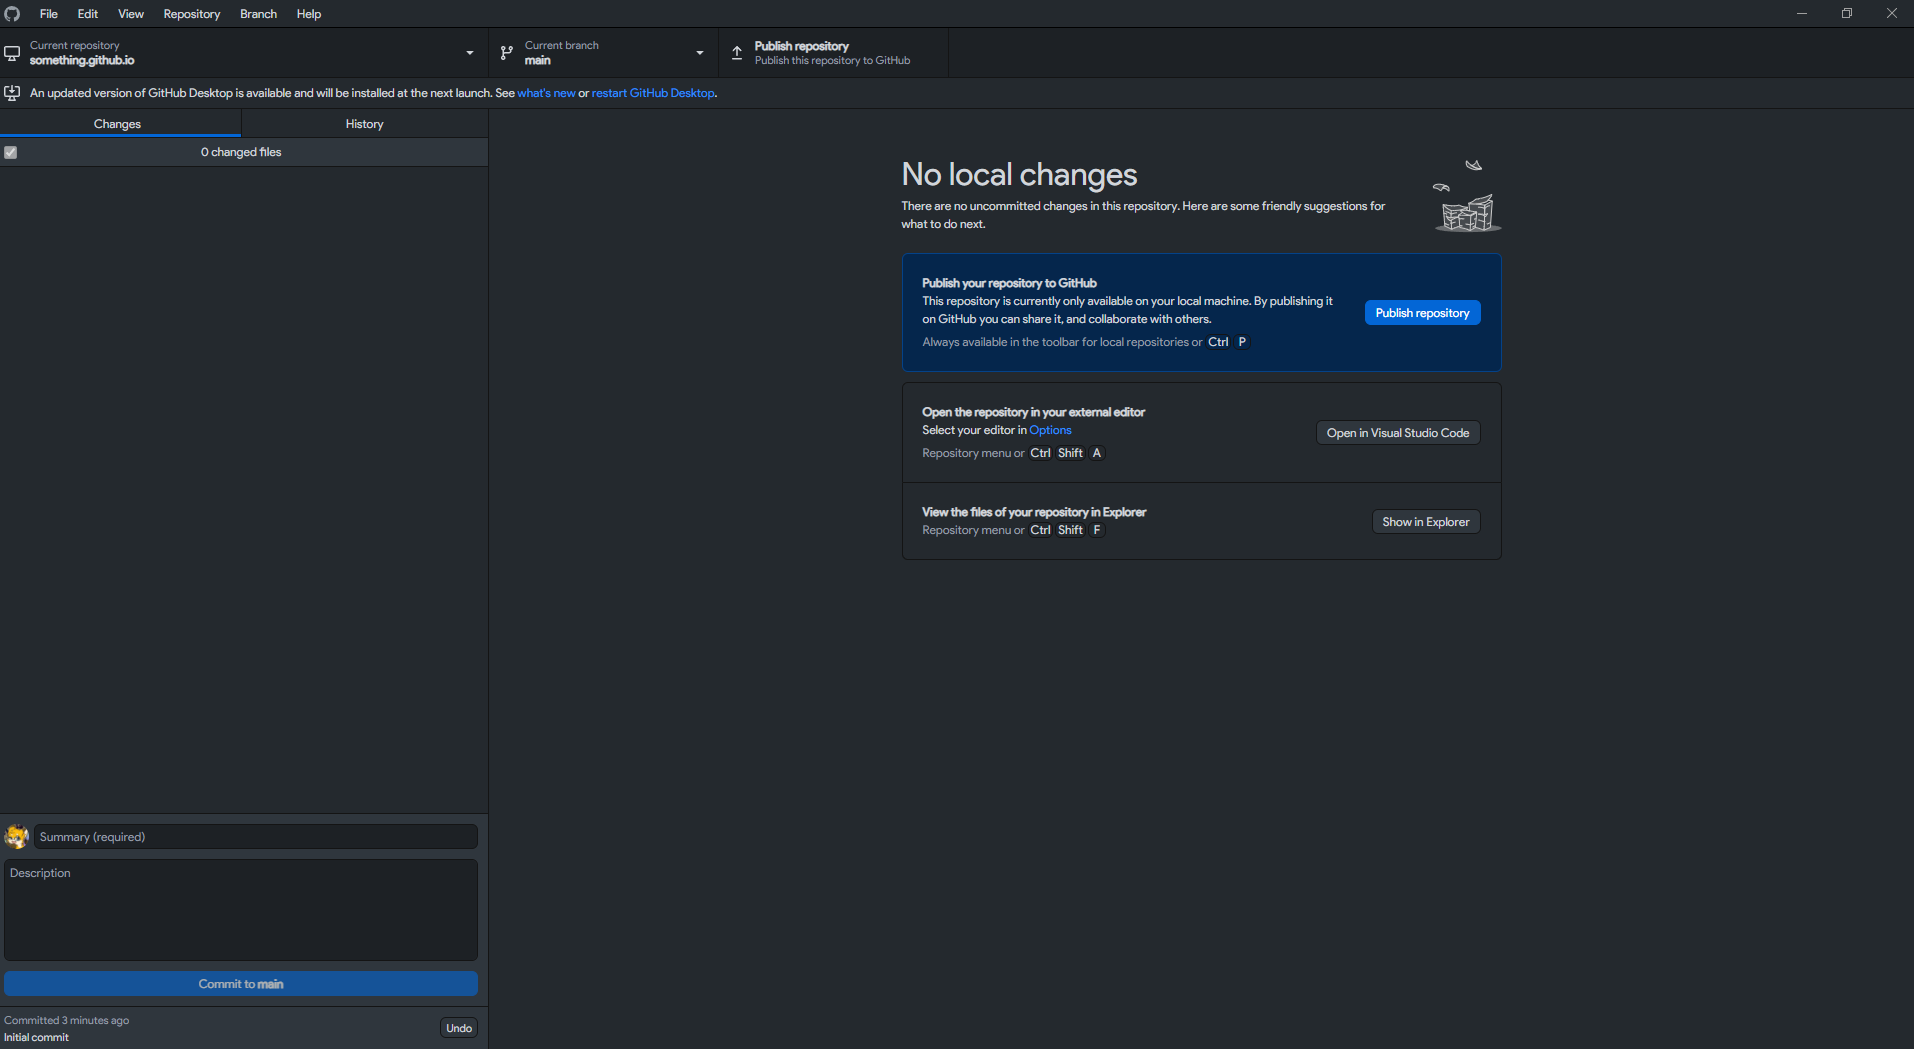 File Edit View Repository Branch Help
Current repository
something.github.io
Current branch
main
Publish repository
Publish this repository to GitHub
An updated version of GitHub Desktop is available and will be installed at the next launch. See what's new or restart GitHub Desktop.
Changes
History
0 changed files
No local changes
There are no uncommitted changes in this repository. Here are some friendly suggestions for
what to do next.
Publish your repository to GitHub
This repository is currently only available on your local machine. By publishing it
on GitHub you can share it, and collaborate with others.
Always available in the toolbar for local repositories or Ctrl P
Publish repository
Open the repository in your external editor
Select your editor in Options
Repository menu or Ctrl Shift A
Open in Visual Studio Code
View the files of your repository in Explorer
Repository menu or Ctrl Shift F
Show in Explorer
Summary (required)
Description
Commit to main
Committed 3 minutes ago
Initial commit
Undo